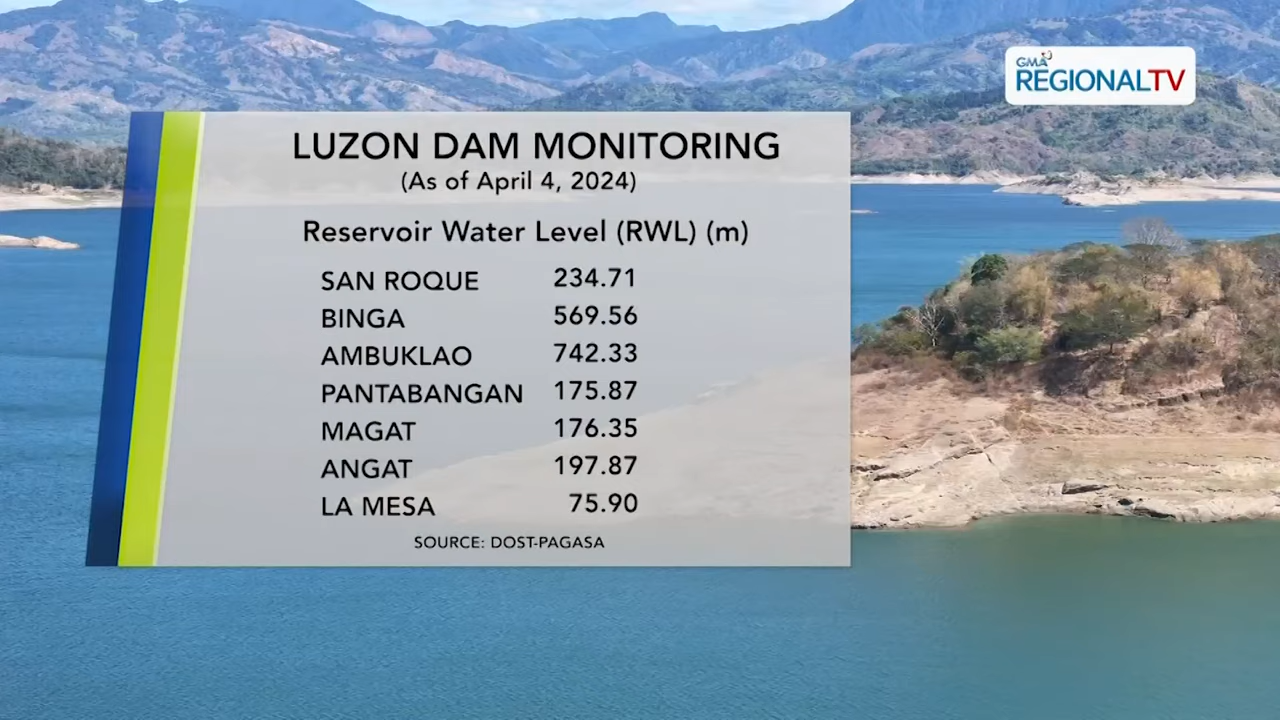 GMA
REGIONALTV
LUZON DAM MONITORING
(As of April 4, 2024)
Reservoir Water Level (RWL) (m)
SAN ROQUE 234.71
BINGA 569.56
AMBUKLAO 742.33
PANTABANGAN 175.87
MAGAT 176.35
ANGAT 197.87
LA MESA 75.90
SOURCE: DOST-PAGASA